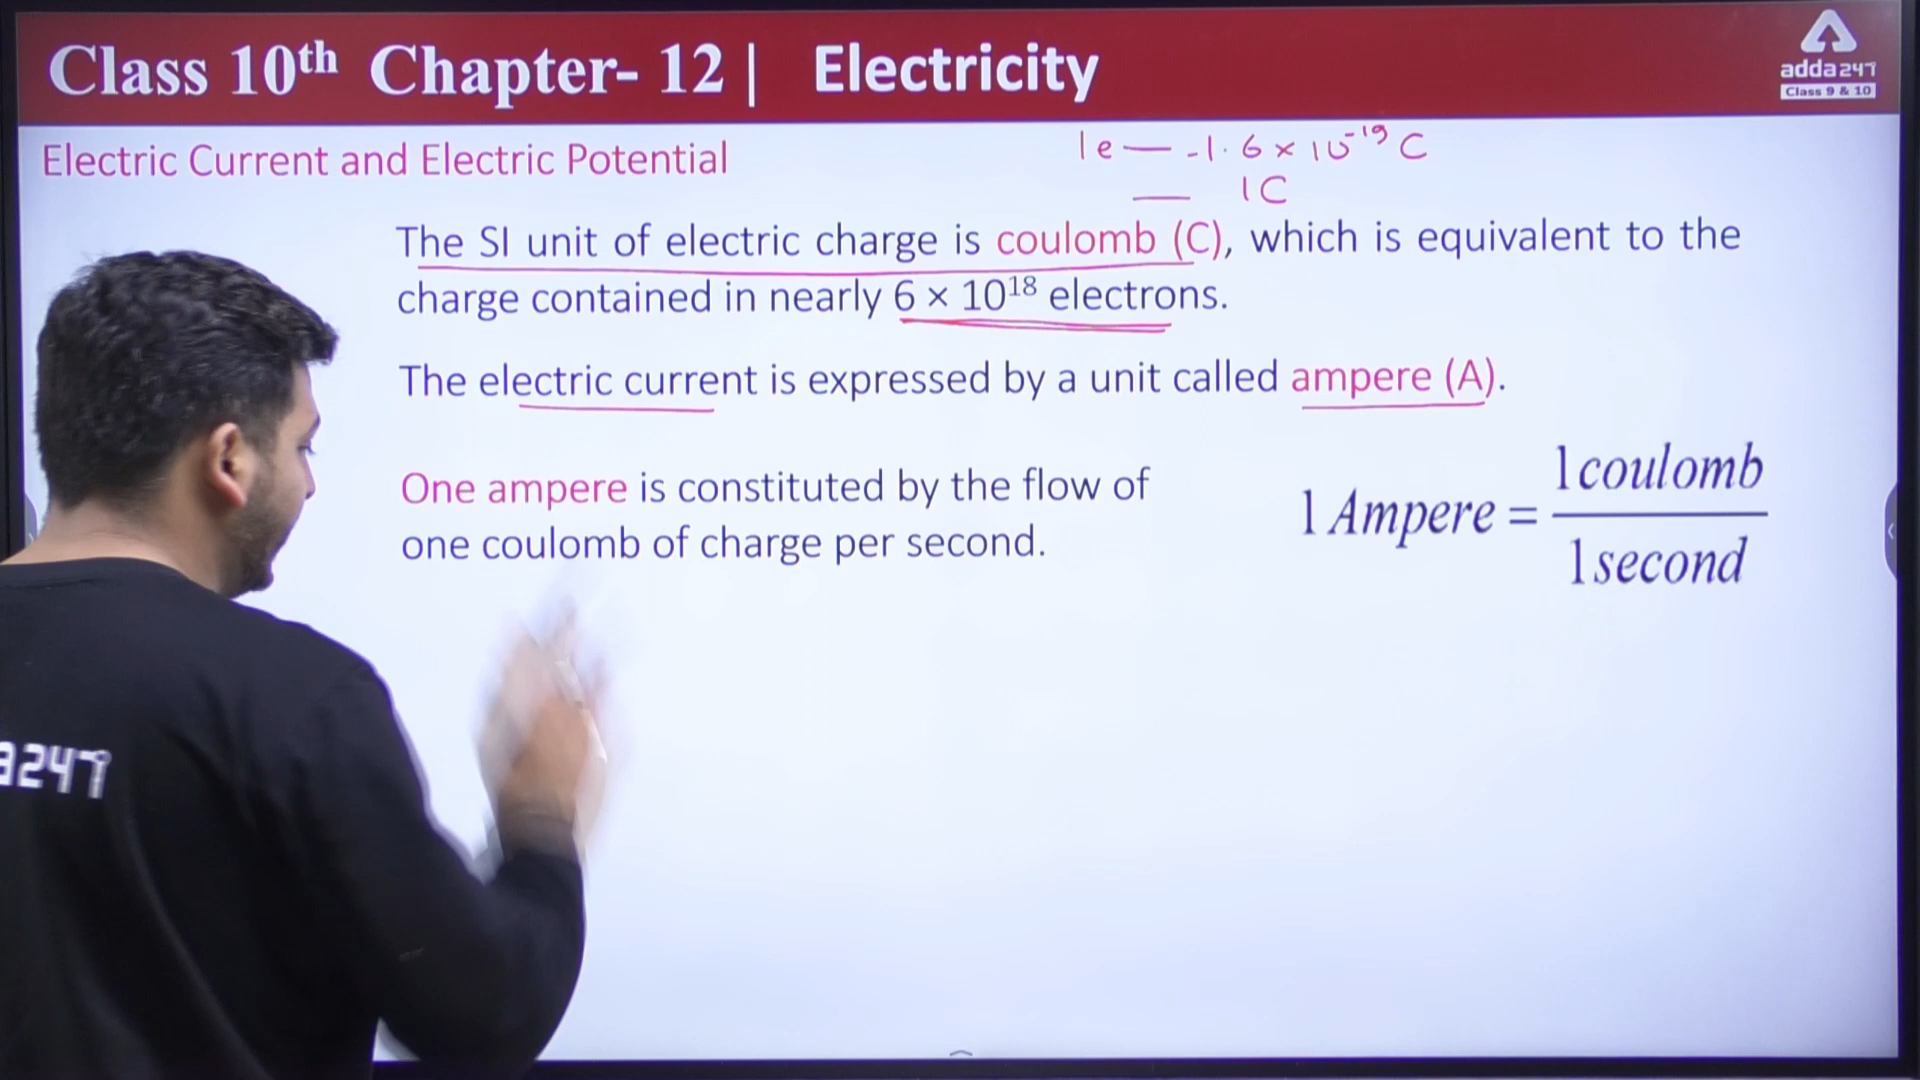 Class 10th Chapter- 12 | Electricity
adda247
Class 9 & 10
Electric Current and Electric Potential
1e — -1.6 × 10⁻¹⁹ C
— 1C
The SI unit of electric charge is coulomb (C), which is equivalent to the
charge contained in nearly 6 × 10¹⁸ electrons.
The electric current is expressed by a unit called ampere (A).
One ampere is constituted by the flow of
one coulomb of charge per second.
1 Ampere = 1 coulomb
1 second
a247